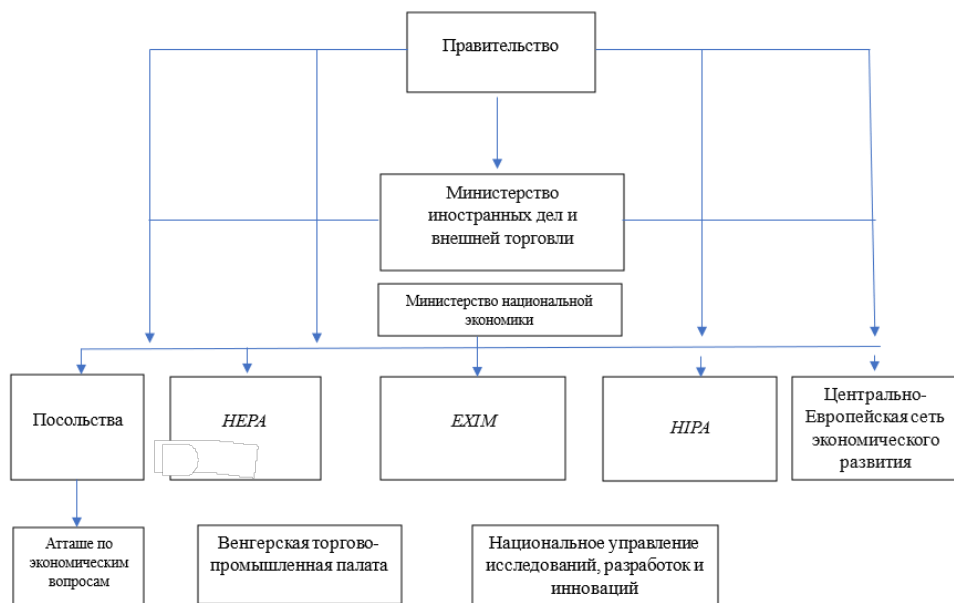 Правительство
Министерство
иностранных дел и
внешней торговли
Министерство национальной
экономики
Посольства
HEPA
EXIM
HIPA
Центрально-
Европейская сеть
экономического
развития
Атташе по
экономическим
вопросам
Венгерская торгово-
промышленная палата
Национальное управление
исследований, разработок и
инноваций